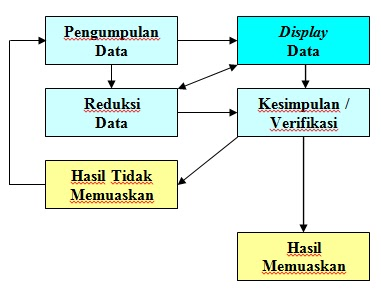 Pengumpulan
Data
Display
Data
Reduksi
Data
Kesimpulan /
Verifikasi
Hasil Tidak
Memuaskan
Hasil
Memuaskan